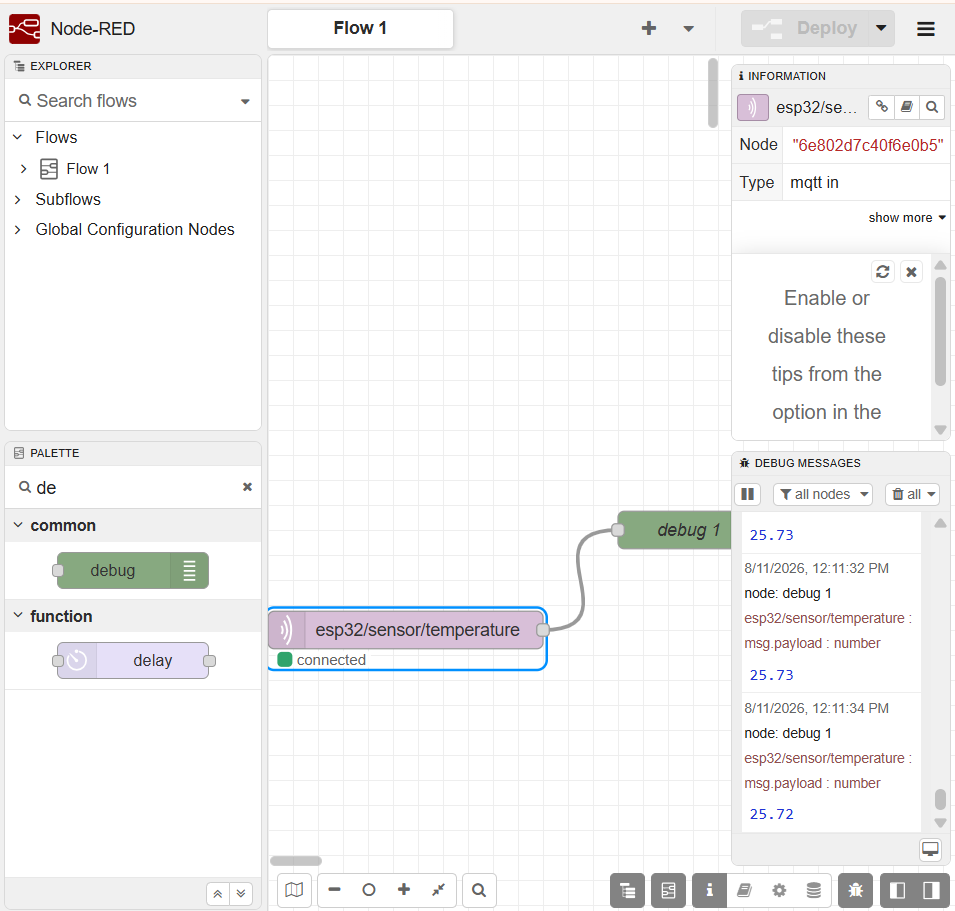 Node-RED
Flow 1
Deploy
EXPLORER
Search flows
Flows
Flow 1
Subflows
Global Configuration Nodes
PALETTE
de
common
debug
function
delay
esp32/sensor/temperature
connected
debug 1
INFORMATION
esp32/se...
Node "6e802d7c40f6e0b5"
Type mqtt in
show more
Enable or
disable these
tips from the
option in the
DEBUG MESSAGES
all nodes all
25.73
8/11/2026, 12:11:32 PM
node: debug 1
esp32/sensor/temperature :
msg.payload : number
25.73
8/11/2026, 12:11:34 PM
node: debug 1
esp32/sensor/temperature :
msg.payload : number
25.72